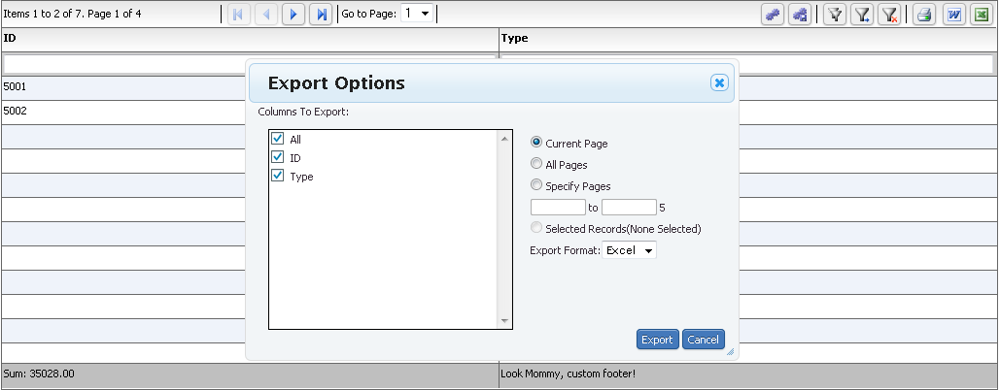 Items 1 to 2 of 7. Page 1 of 4 Go to Page: 1
ID Type
Export Options
5001
Columns To Export:
5002
All
ID
Type
Current Page
All Pages
Specify Pages
to 5
Selected Records(None Selected)
Export Format: Excel
Export Cancel
Sum: 35028.00 Look Mommy, custom footer!